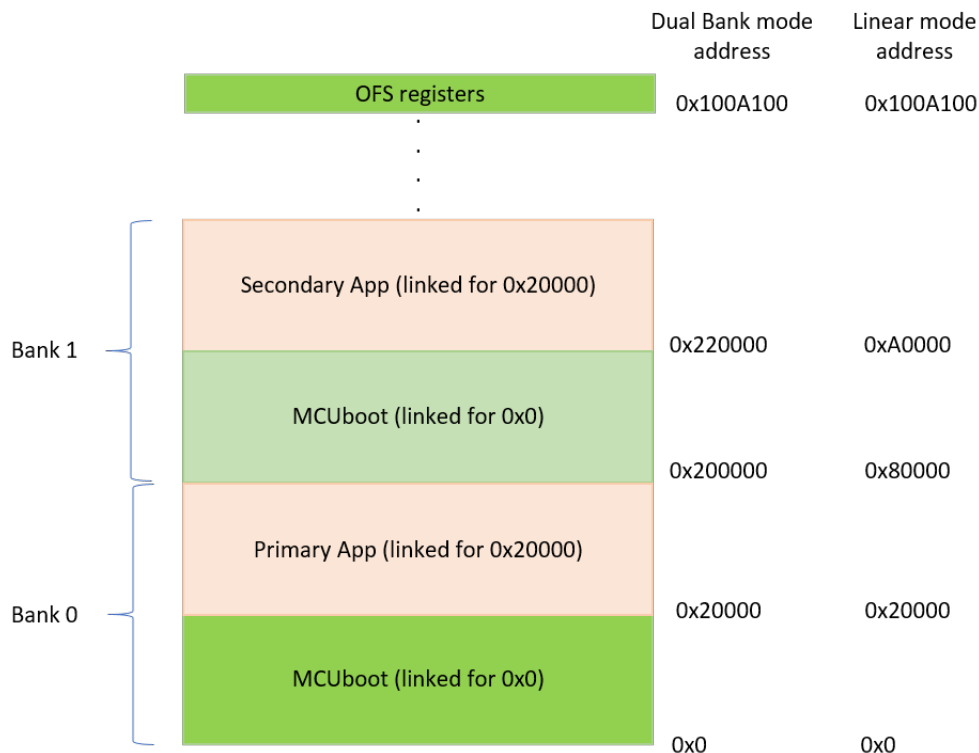 Dual Bank mode address
Linear mode address
OFS registers
0x100A100
0x100A100
Secondary App (linked for 0x20000)
Bank 1
0x220000
0xA0000
MCUboot (linked for 0x0)
0x200000
0x80000
Primary App (linked for 0x20000)
Bank 0
0x20000
0x20000
MCUboot (linked for 0x0)
0x0
0x0